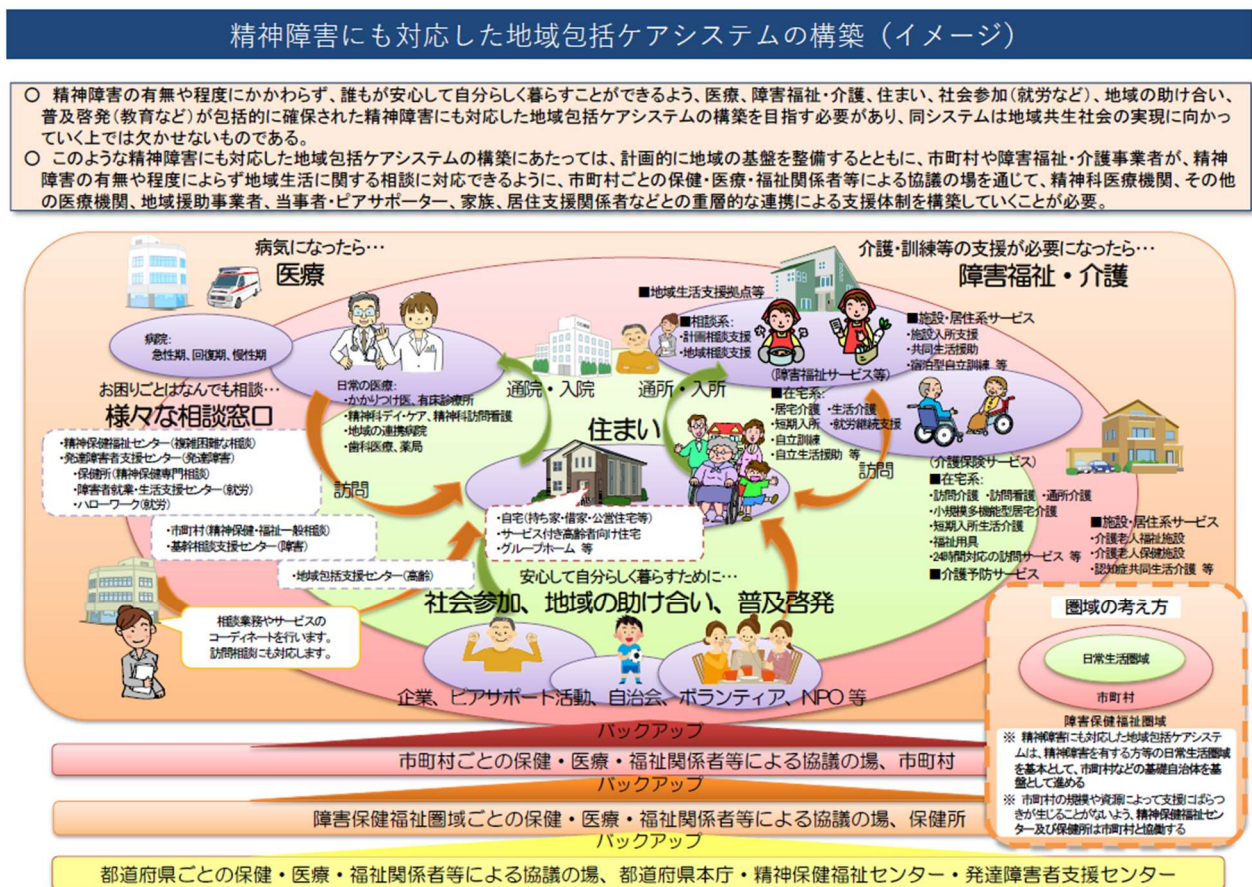 精神障害にも対応した地域包括ケアシステムの構築（イメージ）
○ 精神障害の有無や程度にかかわらず、誰もが安心して自分らしく暮らすことができるよう、医療、障害福祉・介護、住まい、社会参加（就労など）、地域の助け合い、
普及啓発（教育など）が包括的に確保された精神障害にも対応した地域包括ケアシステムの構築を目指す必要があり、同システムは地域共生社会の実現に向かっ
ていく上では欠かせないものである。
○ このような精神障害にも対応した地域包括ケアシステムの構築にあたっては、計画的に地域の基盤を整備するとともに、市町村や障害福祉・介護事業者が、精神
障害の有無や程度によらず地域生活に関する相談に対応できるように、市町村ごとの保健・医療・福祉関係者等による協議の場を通じて、精神科医療機関、その他
の医療機関、地域援助事業者、当事者・ピアサポーター、家族、居住支援関係者などとの重層的な連携による支援体制を構築していくことが必要。
病気になったら…
医療
病院:
急性期、回復期、慢性期
日常の医療:
・かかりつけ医、有床診療所
・精神科デイ・ケア、精神科訪問看護
・地域の連携病院
・歯科医療、薬局
通院・入院
通所・入所
訪問
訪問
介護・訓練等の支援が必要になったら…
障害福祉・介護
■地域生活支援拠点等
■相談系:
・計画相談支援
・地域相談支援
(障害福祉サービス等)
■施設・居住系サービス
・施設入所支援
・共同生活援助
・宿泊型自立訓練 等
■在宅系:
・居宅介護 ・生活介護
・短期入所 ・就労継続支援
・自立訓練
・自立生活援助 等
(介護保険サービス)
■在宅系:
・訪問介護 ・訪問看護 ・通所介護
・小規模多機能型居宅介護
・短期入所生活介護
・福祉用具
・24時間対応の訪問サービス 等
■介護予防サービス
■施設・居住系サービス
・介護老人福祉施設
・介護老人保健施設
・認知症共同生活介護 等
お困りごとはなんでも相談…
様々な相談窓口
・精神保健福祉センター（複雑困難な相談）
・発達障害者支援センター（発達障害）
・保健所（精神保健専門相談）
・障害者就業・生活支援センター（就労）
・ハローワーク（就労）
・市町村（精神保健・福祉一般相談）
・基幹相談支援センター（障害）
・地域包括支援センター（高齢）
相談業務やサービスの
コーディネートを行います。
訪問相談にも対応します。
住まい
・自宅（持ち家・借家・公営住宅等）
・サービス付き高齢者向け住宅
・グループホーム 等
安心して自分らしく暮らすために…
社会参加、地域の助け合い、普及啓発
企業、ピアサポート活動、自治会、ボランティア、NPO 等
圏域の考え方
日常生活圏域
市町村
障害保健福祉圏域
※ 精神障害にも対応した地域包括ケアシステ
ムは、精神障害を有する方等の日常生活圏域
を基本として、市町村などの基礎自治体を基
盤として進める
※ 市町村の規模や資源によって支援にばらつ
きが生じることがないよう、精神保健福祉セン
ター及び保健所は市町村と協働する
バックアップ
市町村ごとの保健・医療・福祉関係者等による協議の場、市町村
バックアップ
障害保健福祉圏域ごとの保健・医療・福祉関係者等による協議の場、保健所
バックアップ
都道府県ごとの保健・医療・福祉関係者等による協議の場、都道府県本庁・精神保健福祉センター・発達障害者支援センター